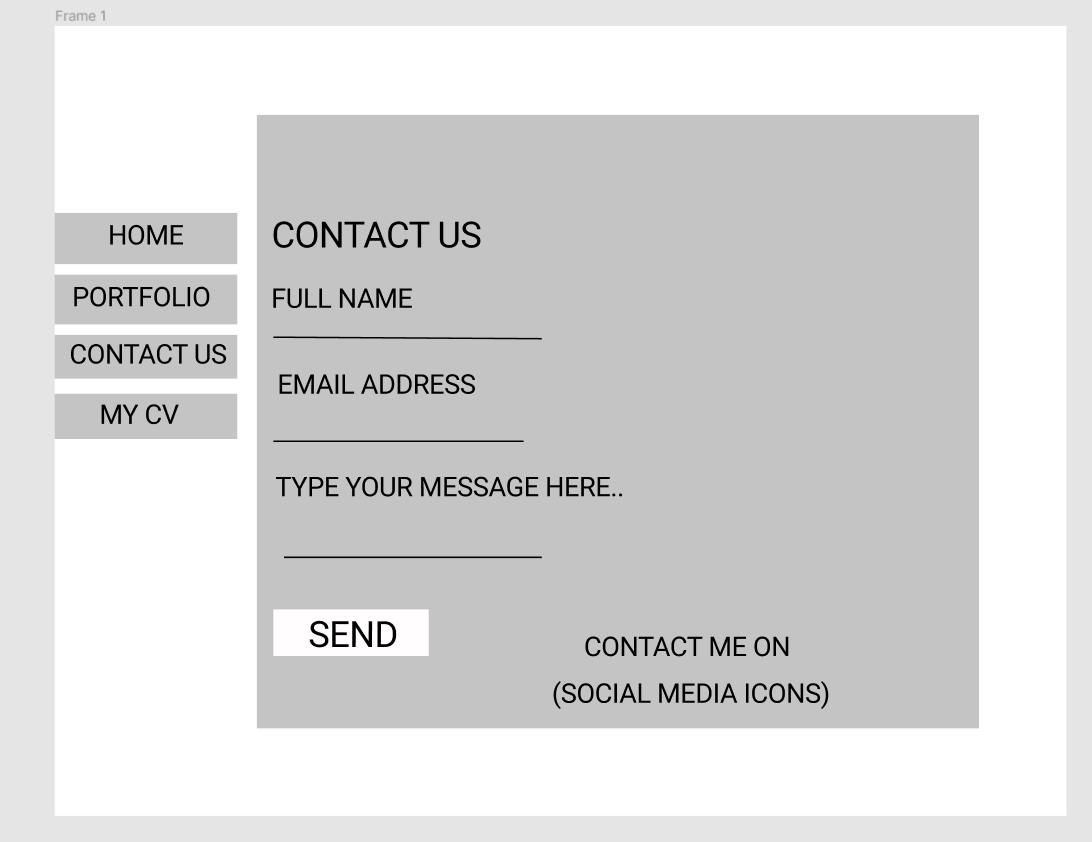 Frame 1
HOME
PORTFOLIO
CONTACT US
MY CV
CONTACT US
FULL NAME
EMAIL ADDRESS
TYPE YOUR MESSAGE HERE..
SEND
CONTACT ME ON
(SOCIAL MEDIA ICONS)